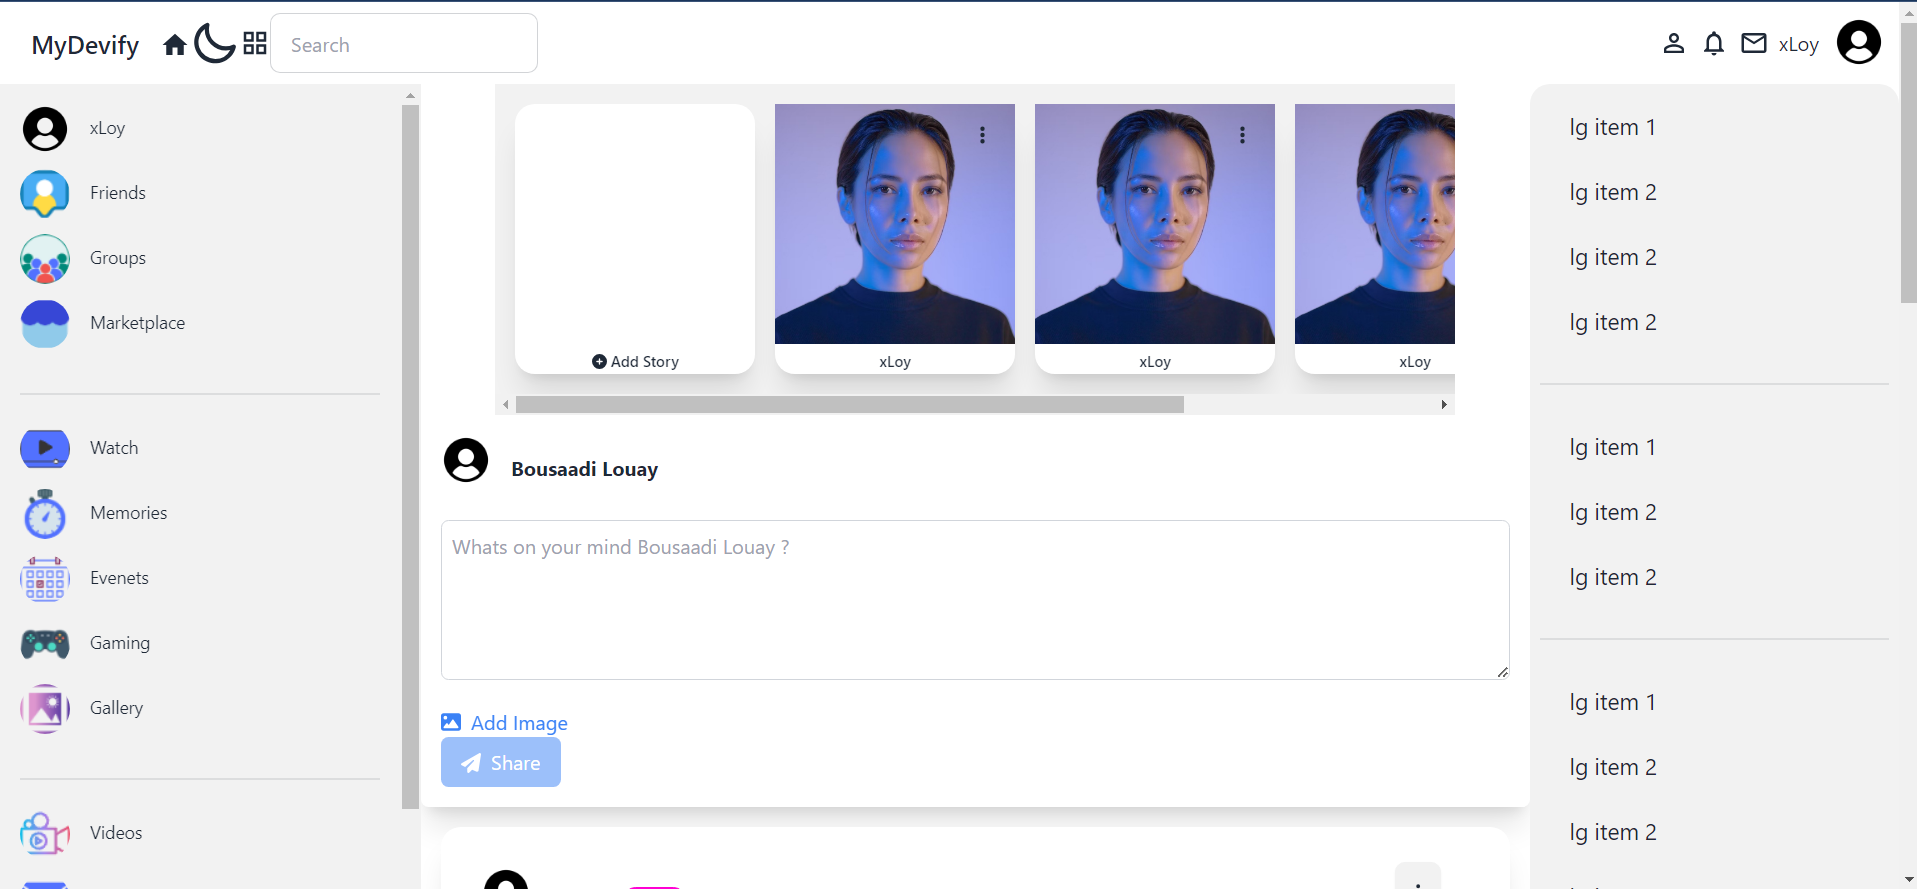 MyDevify
Search
xLoy
xLoy
Friends
Groups
Marketplace
Watch
Memories
Evenets
Gaming
Gallery
Videos
Add Story
xLoy
xLoy
xLoy
Bousaadi Louay
Whats on your mind Bousaadi Louay ?
Add Image
Share
lg item 1
lg item 2
lg item 2
lg item 2
lg item 1
lg item 2
lg item 2
lg item 1
lg item 2
lg item 2